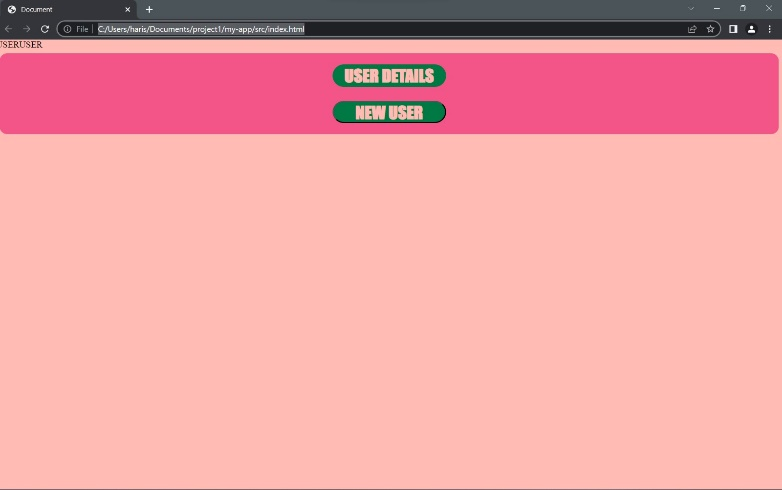 Document
File C:/Users/haris/Documents/project1/my-app/src/index.html
USERUSER
USER DETAILS
NEW USER